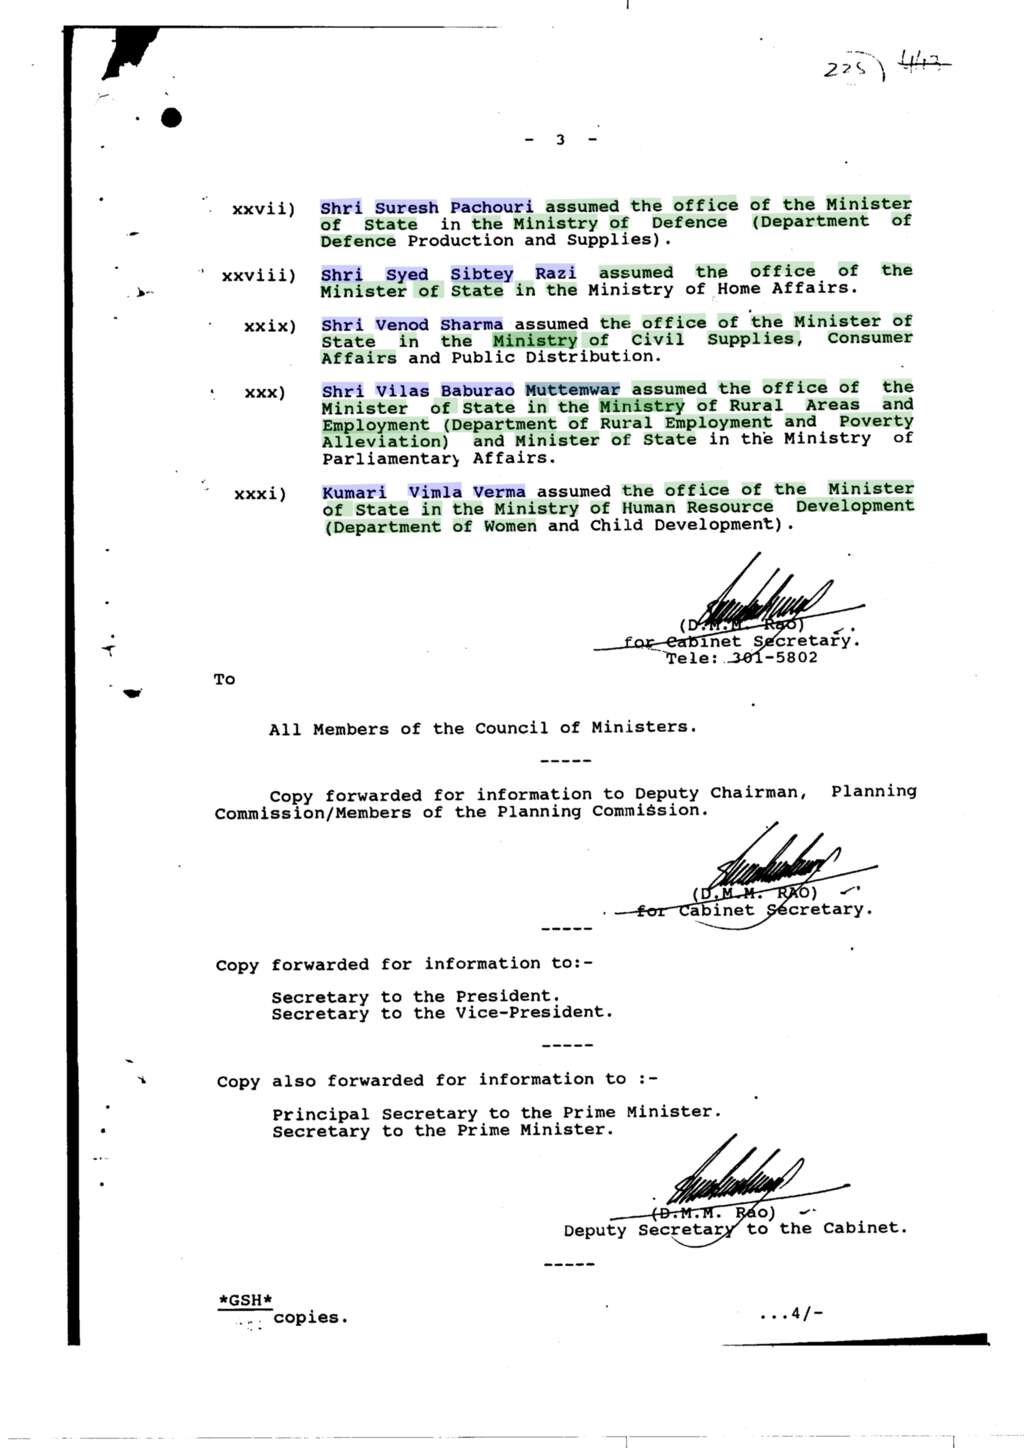 225) 443
- 3 -
xxvii) Shri Suresh Pachouri assumed the office of the Minister
of State in the Ministry of Defence (Department of
Defence Production and Supplies).
xxviii) Shri Syed Sibtey Razi assumed the office of the
Minister of State in the Ministry of Home Affairs.
xxix) Shri Venod Sharma assumed the office of the Minister of
State in the Ministry of Civil Supplies, Consumer
Affairs and Public Distribution.
xxx) Shri Vilas Baburao Muttemwar assumed the office of the
Minister of State in the Ministry of Rural Areas and
Employment (Department of Rural Employment and Poverty
Alleviation) and Minister of State in the Ministry of
Parliamentary Affairs.
xxxi) Kumari Vimla Verma assumed the office of the Minister
of State in the Ministry of Human Resource Development
(Department of Women and Child Development).
(D.M.M. Rao)
for Cabinet Secretary.
Tele: 301-5802
To
All Members of the Council of Ministers.
-----
Copy forwarded for information to Deputy Chairman, Planning
Commission/Members of the Planning Commission.
(D.M.M. RAO)
for Cabinet Secretary.
-----
Copy forwarded for information to:-
Secretary to the President.
Secretary to the Vice-President.
-----
Copy also forwarded for information to :-
Principal Secretary to the Prime Minister.
Secretary to the Prime Minister.
(D.M.M. Rao)
Deputy Secretary to the Cabinet.
-----
*GSH*
copies.
...4/-